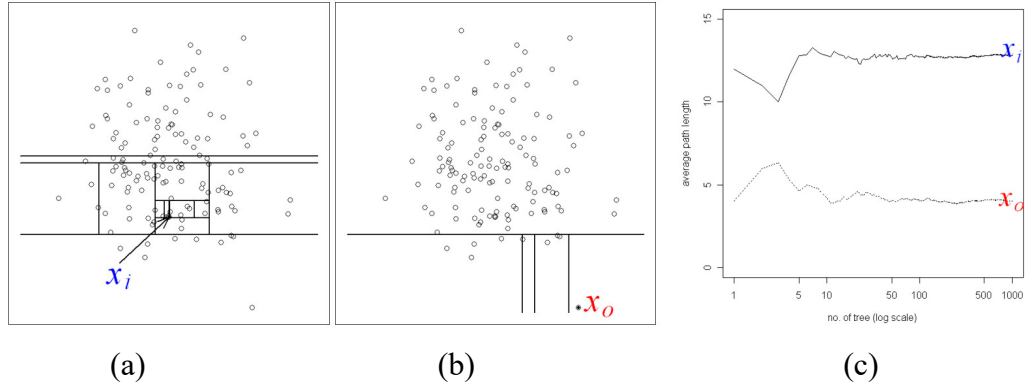 x_i
(a)
x_o
(b)
15
10
5
0
average path length
x_i
x_o
1
5
10
50
100
500
1000
no. of tree (log scale)
(c)